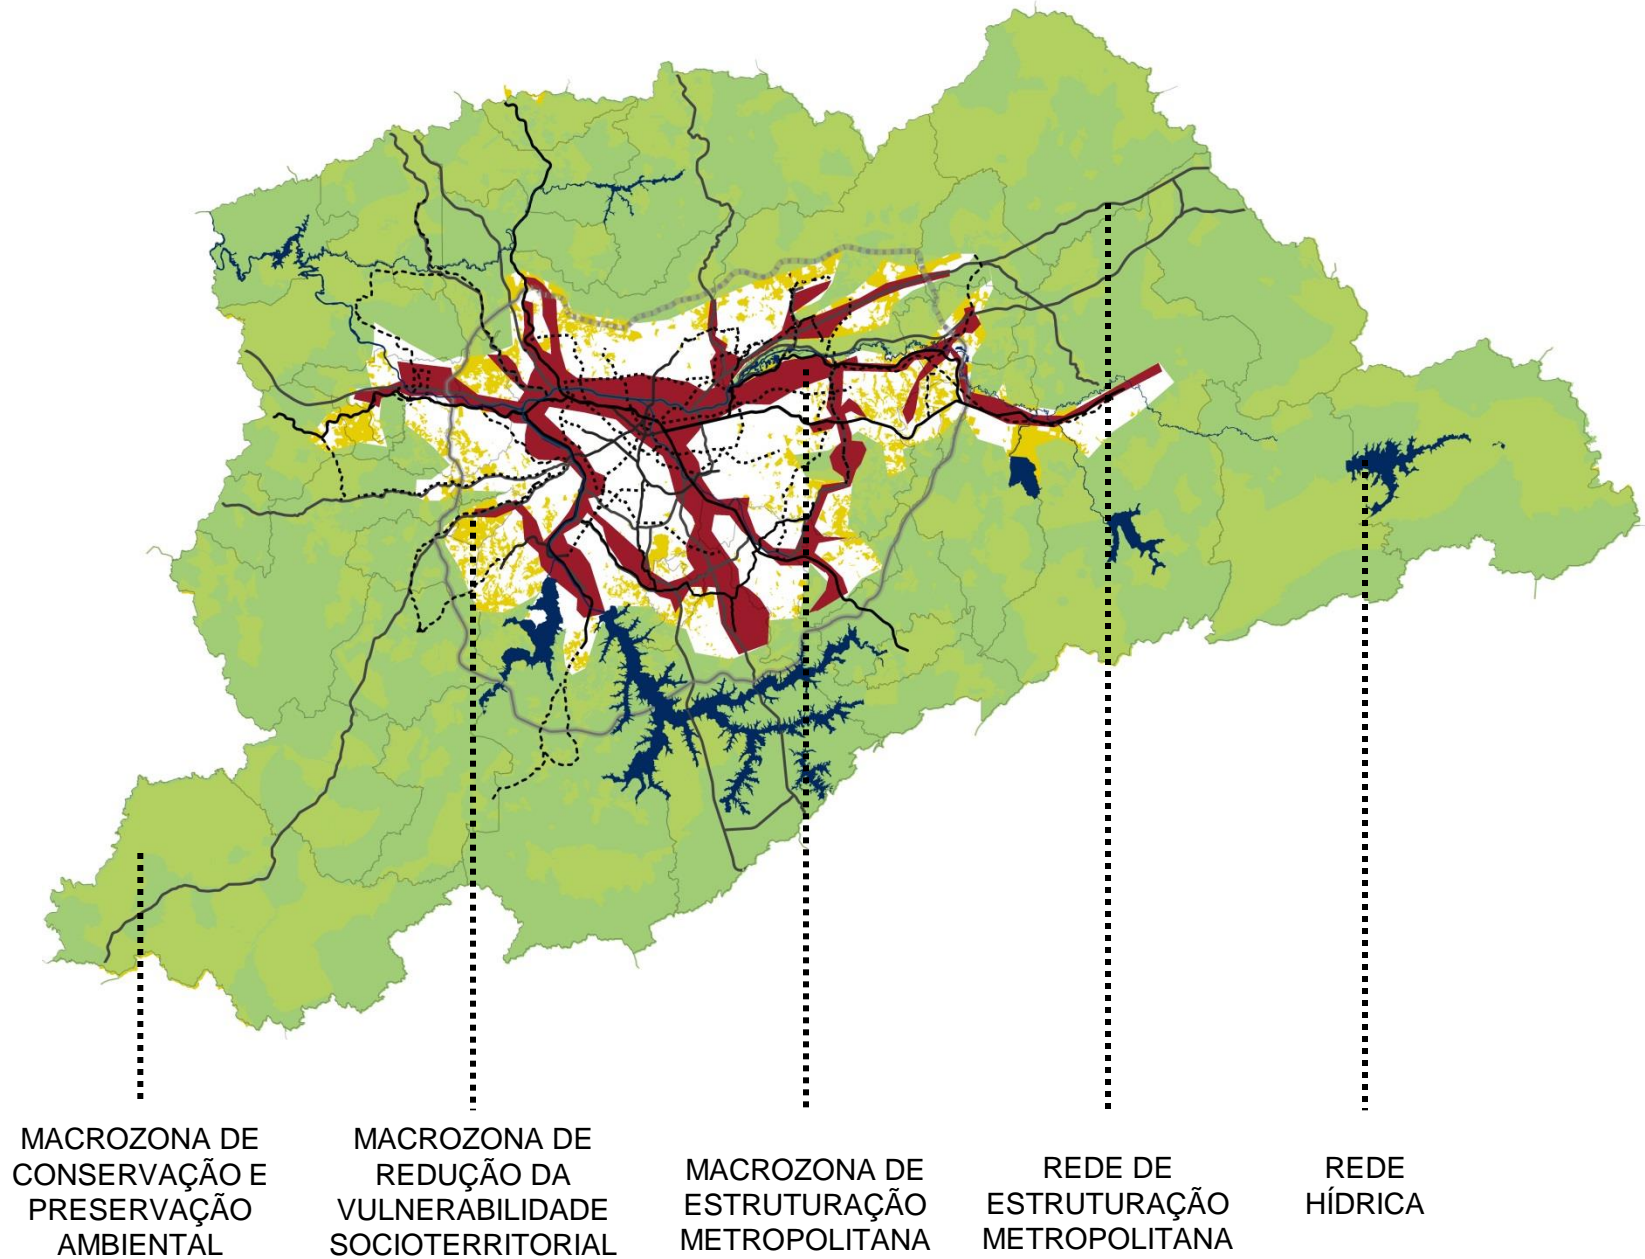 MACROZONA DE
CONSERVAÇÃO E
PRESERVAÇÃO
AMBIENTAL
MACROZONA DE
REDUÇÃO DA
VULNERABILIDADE
SOCIOTERRITORIAL
MACROZONA DE
ESTRUTURAÇÃO
METROPOLITANA
REDE DE
ESTRUTURAÇÃO
METROPOLITANA
REDE
HÍDRICA